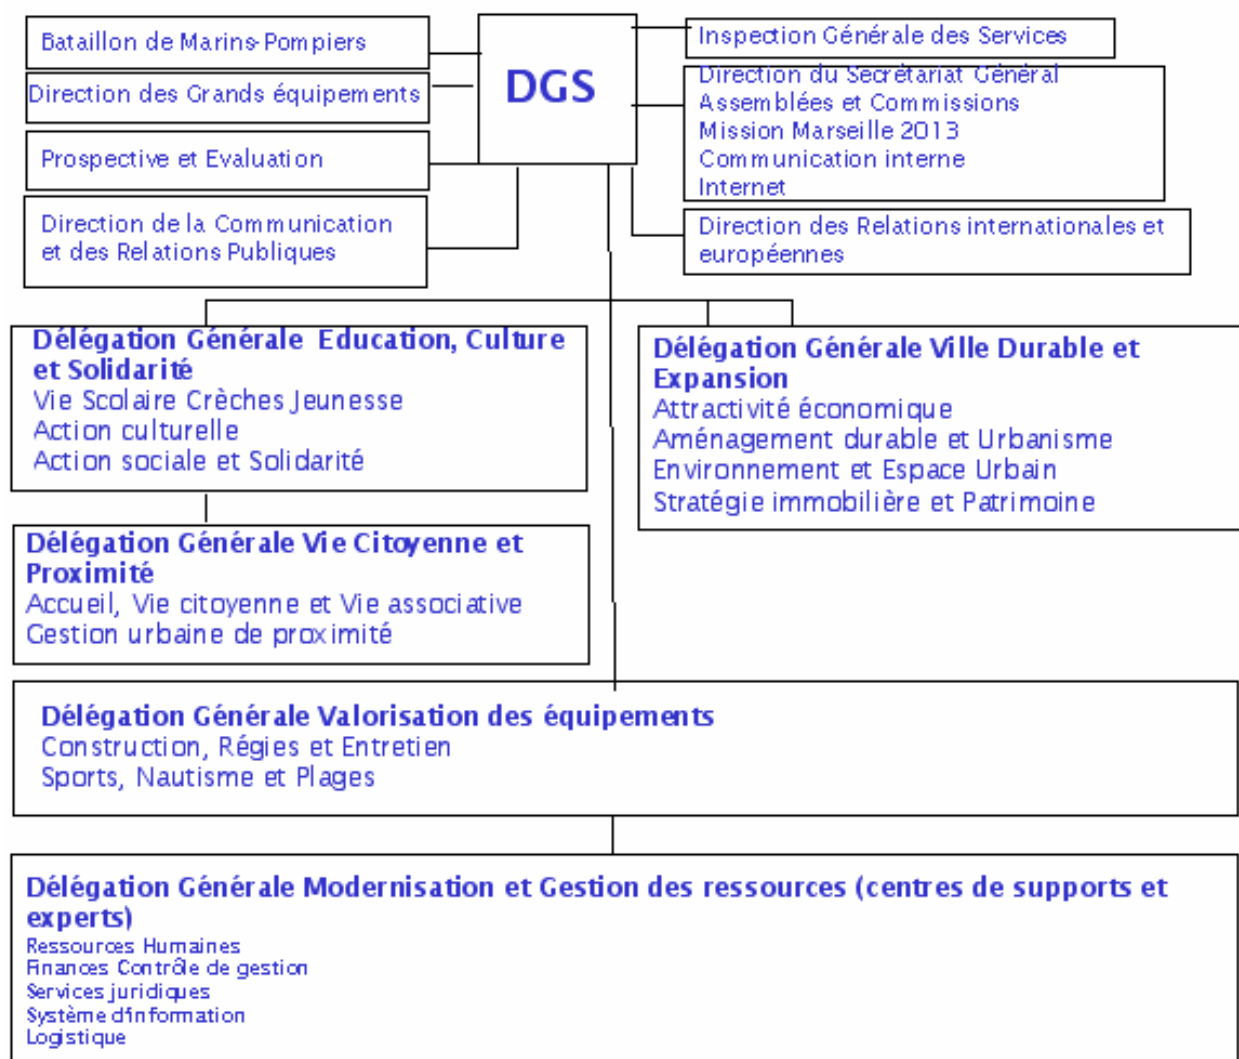 Bataillon de Marins-Pompiers
Direction des Grands équipements
Prospective et Evaluation
Direction de la Communication
et des Relations Publiques
DGS
Inspection Générale des Services
Direction du Secrétariat Général
Assemblées et Commissions
Mission Marseille 2013
Communication interne
Internet
Direction des Relations internationales et
européennes
Délégation Générale Education, Culture
et Solidarité
Vie Scolaire Crèches Jeunesse
Action culturelle
Action sociale et Solidarité
Délégation Générale Ville Durable et
Expansion
Attractivité économique
Aménagement durable et Urbanisme
Environnement et Espace Urbain
Stratégie immobilière et Patrimoine
Délégation Générale Vie Citoyenne et
Proximité
Accueil, Vie citoyenne et Vie associative
Gestion urbaine de proximité
Délégation Générale Valorisation des équipements
Construction, Régies et Entretien
Sports, Nautisme et Plages
Délégation Générale Modernisation et Gestion des ressources (centres de supports et
experts)
Ressources Humaines
Finances Contrôle de gestion
Services juridiques
Système d'information
Logistique